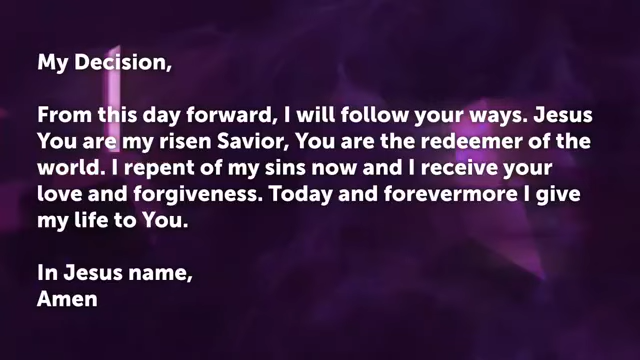 My Decision,
From this day forward, I will follow your ways. Jesus
You are my risen Savior, You are the redeemer of the
world. I repent of my sins now and I receive your
love and forgiveness. Today and forevermore I give
my life to You.
In Jesus name,
Amen